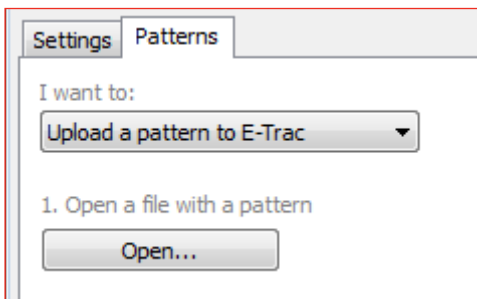 Settings Patterns
I want to:
Upload a pattern to E-Trac
1. Open a file with a pattern
Open...